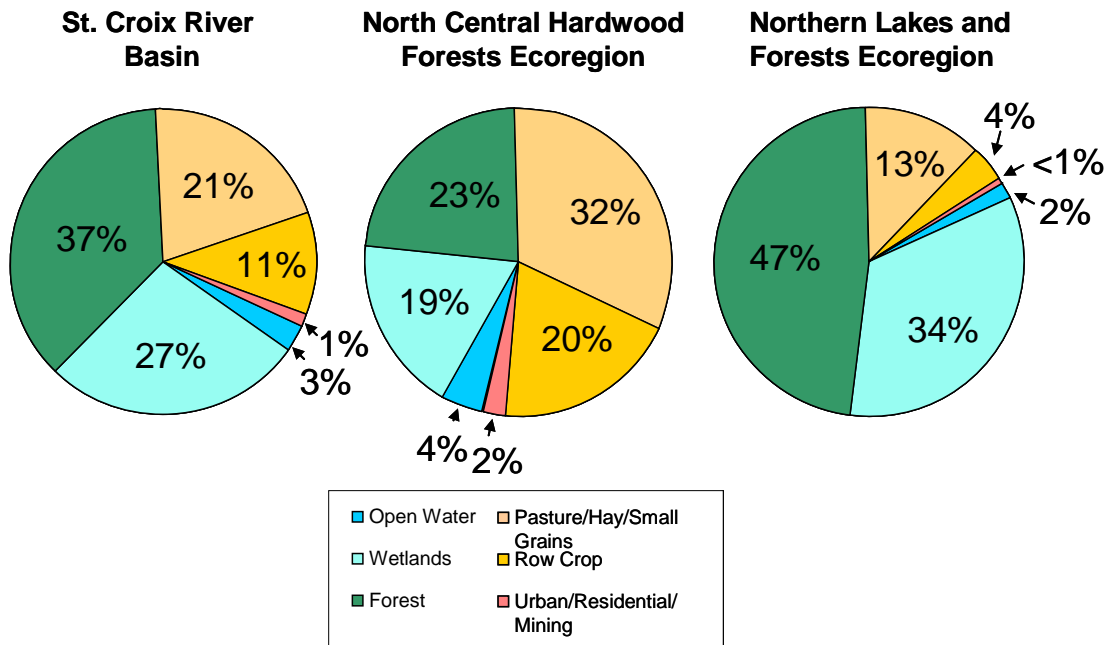 St. Croix River
Basin
North Central Hardwood
Forests Ecoregion
Northern Lakes and
Forests Ecoregion
21%
11%
1%
3%
27%
37%
32%
20%
2%
4%
19%
23%
13%
4%
<1%
2%
34%
47%
Open Water
Wetlands
Forest
Pasture/Hay/Small
Grains
Row Crop
Urban/Residential/
Mining